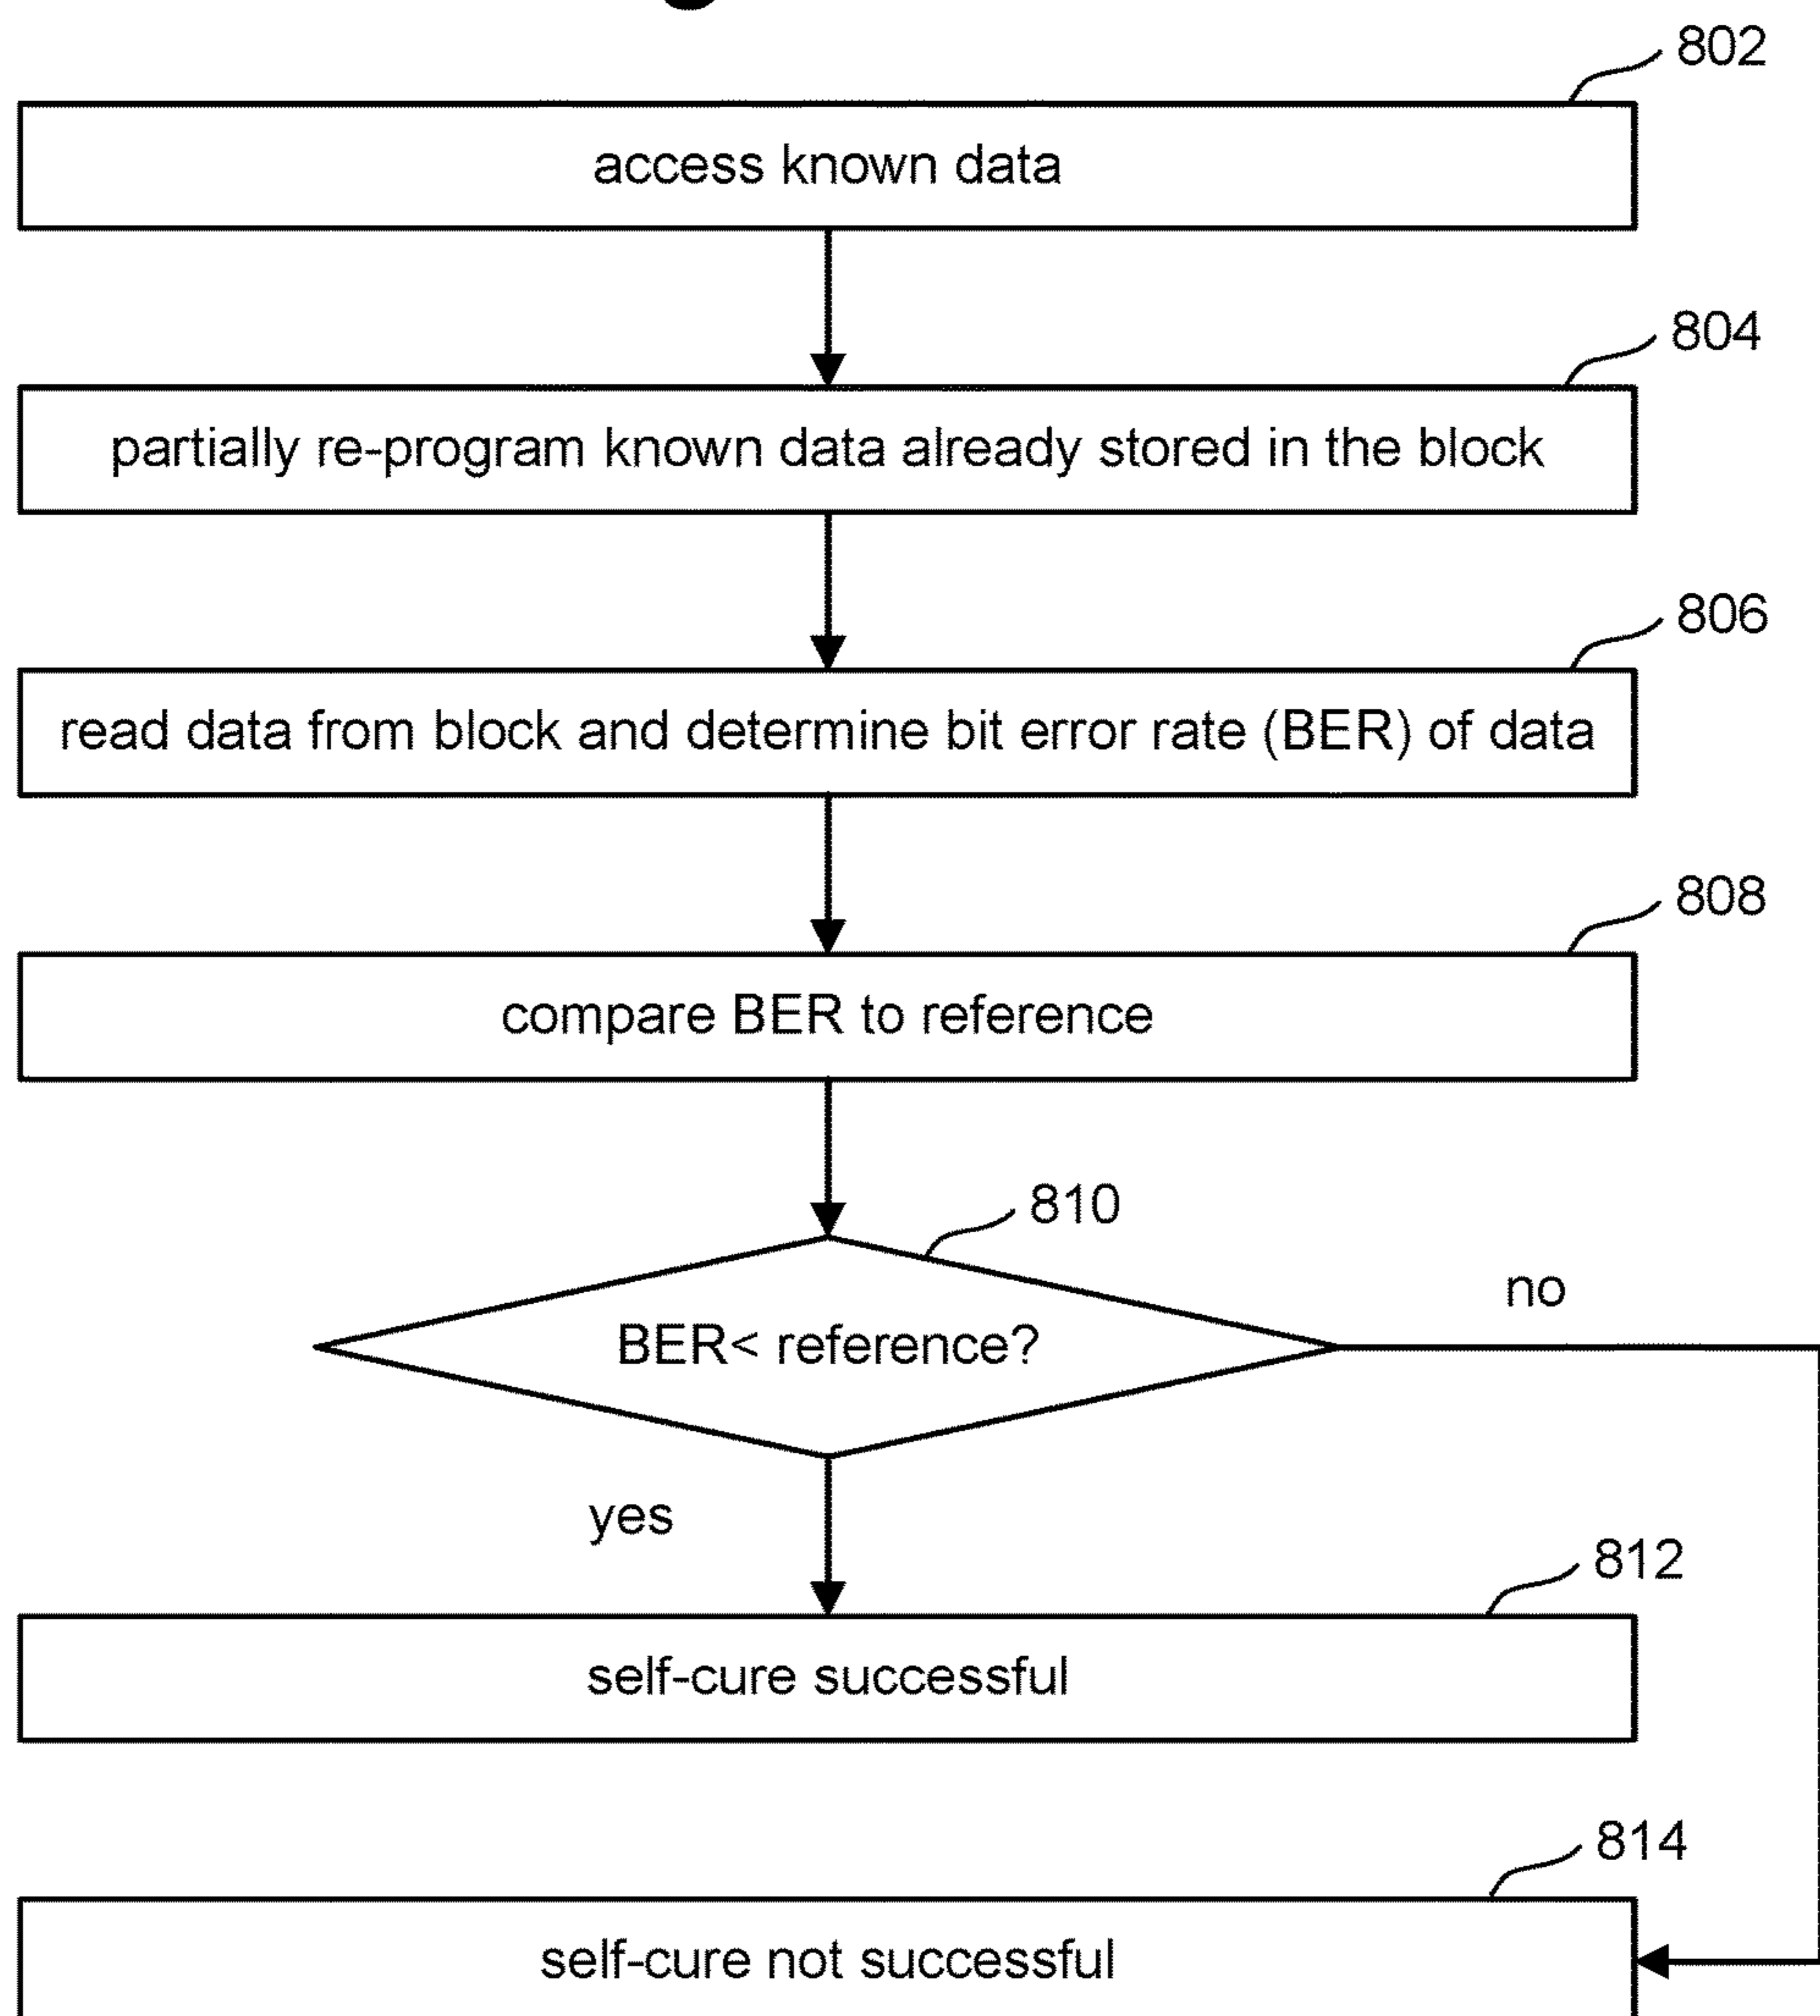 802
access known data
804
partially re-program known data already stored in the block
806
read data from block and determine bit error rate (BER) of data
808
compare BER to reference
810
no
BER< reference?
yes
812
self-cure successful
814
self-cure not successful